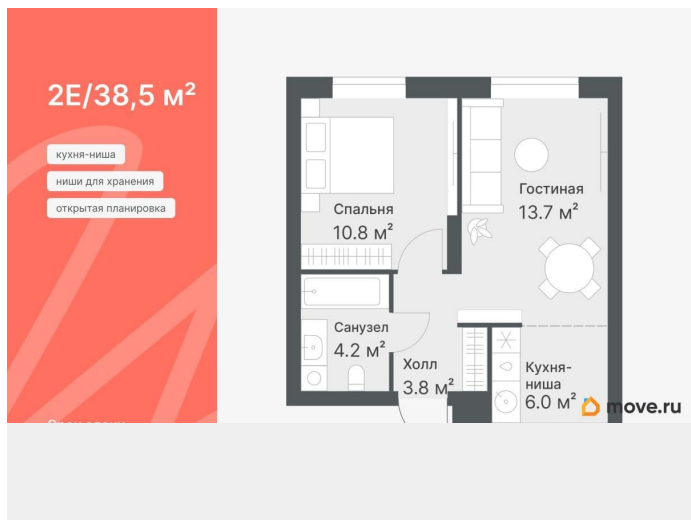 2E/38,5 м²
кухня-ниша
ниши для хранения
открытая планировка
Спальня
10.8 м²
Гостиная
13.7 м²
Санузел
4.2 м²
Холл
3.8 м²
Кухня-
ниша
6.0 м²
move.ru